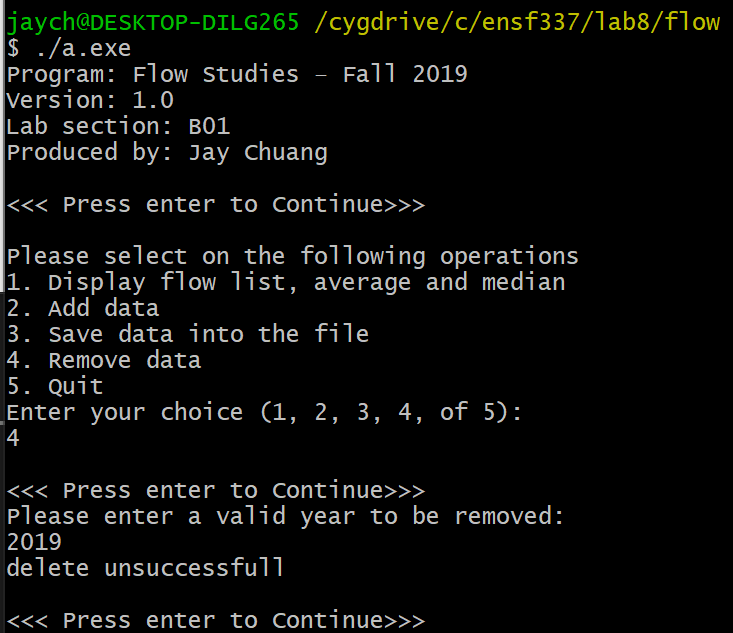 jaych@DESKTOP-DILG265 /cygdrive/c/ensf337/lab8/flow
$ ./a.exe
Program: Flow Studies – Fall 2019
Version: 1.0
Lab section: B01
Produced by: Jay Chuang
<<< Press enter to Continue>>>
Please select on the following operations
1. Display flow list, average and median
2. Add data
3. Save data into the file
4. Remove data
5. Quit
Enter your choice (1, 2, 3, 4, of 5):
4
<<< Press enter to Continue>>>
Please enter a valid year to be removed:
2019
delete unsuccessfull
<<< Press enter to Continue>>>